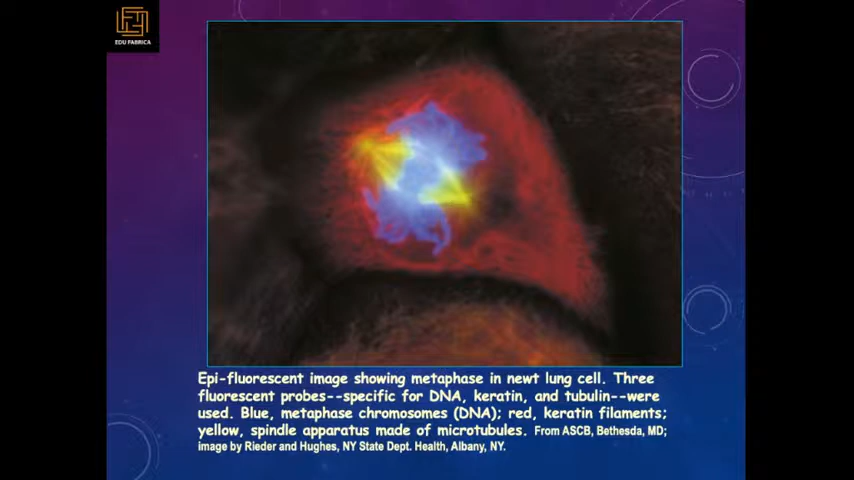 EDU FABRICA
Epi-fluorescent image showing metaphase in newt lung cell. Three
fluorescent probes--specific for DNA, keratin, and tubulin--were
used. Blue, metaphase chromosomes (DNA); red, keratin filaments;
yellow, spindle apparatus made of microtubules. From ASCB, Bethesda, MD;
image by Rieder and Hughes, NY State Dept. Health, Albany, NY.